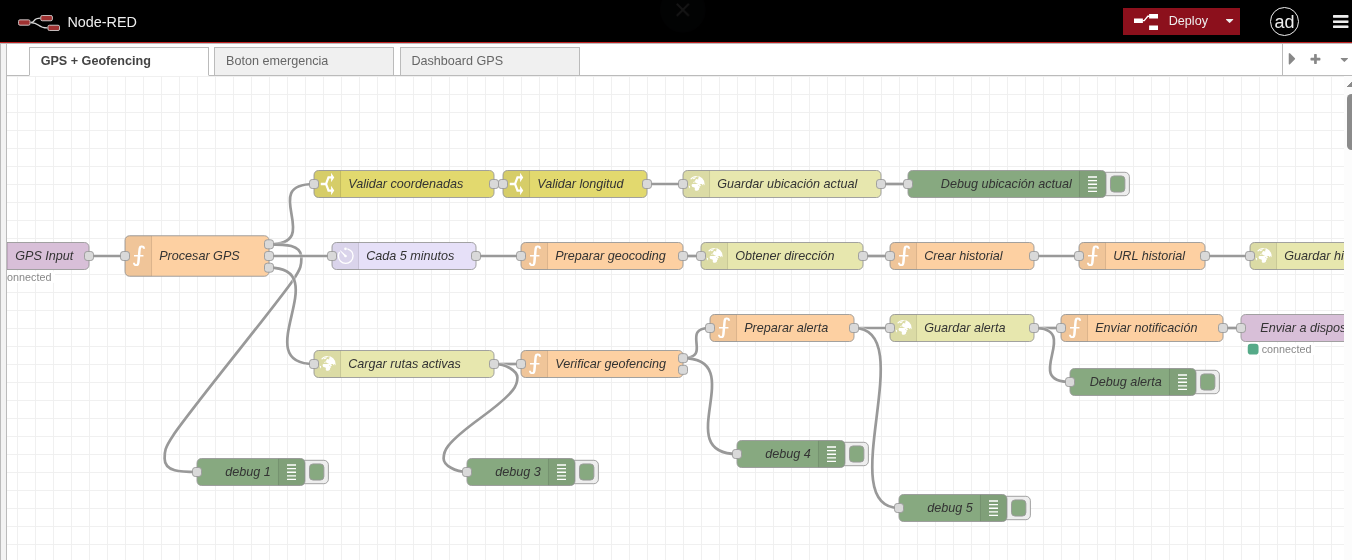 Node-RED
Deploy
ad
GPS + Geofencing
Boton emergencia
Dashboard GPS
Validar coordenadas
Validar longitud
Guardar ubicación actual
Debug ubicación actual
GPS Input
onnected
Procesar GPS
Cada 5 minutos
Preparar geocoding
Obtener dirección
Crear historial
URL historial
Guardar hi
Preparar alerta
Guardar alerta
Enviar notificación
Enviar a dispos
connected
Cargar rutas activas
Verificar geofencing
Debug alerta
debug 4
debug 1
debug 3
debug 5